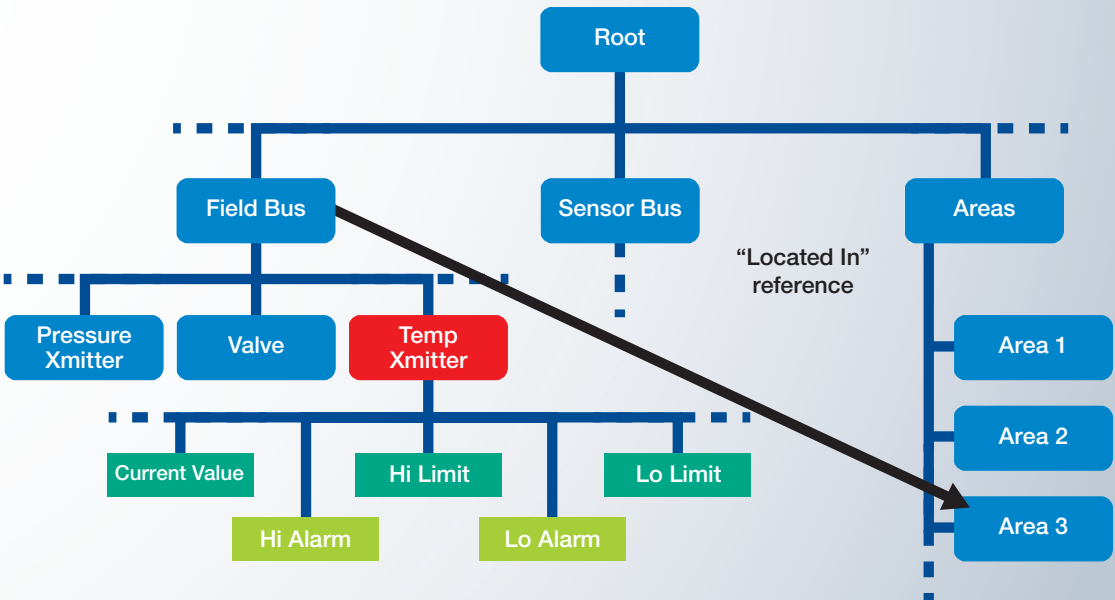 Root
Field Bus
Sensor Bus
Areas
“Located In”
reference
Pressure
Xmitter
Valve
Temp
Xmitter
Area 1
Area 2
Area 3
Current Value
Hi Limit
Lo Limit
Hi Alarm
Lo Alarm